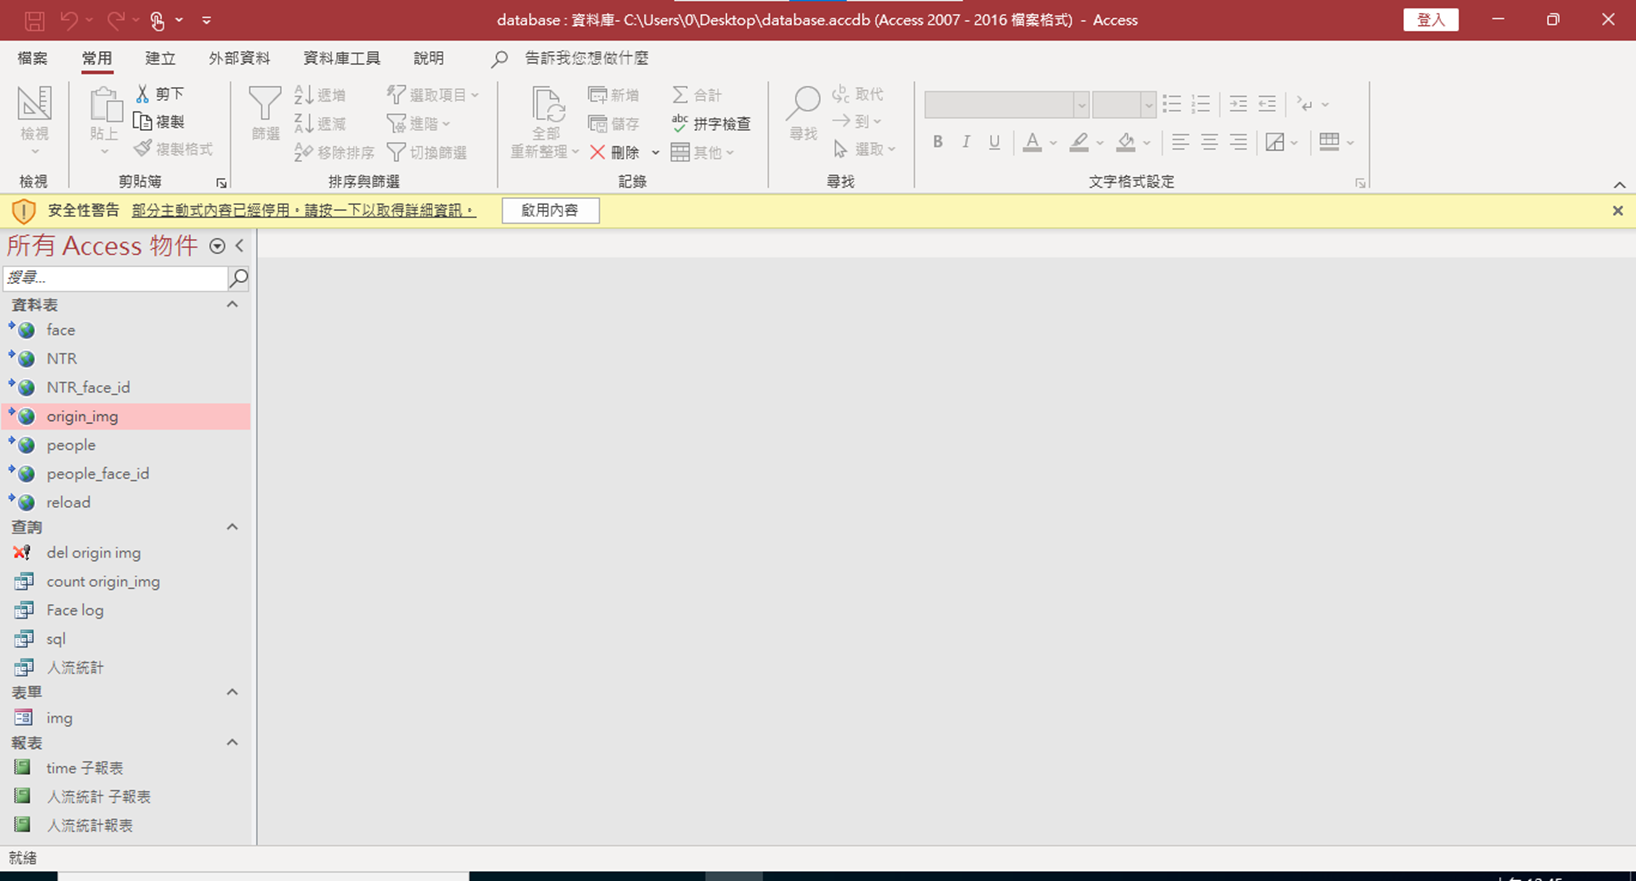 database : 資料庫- C:\Users\0\Desktop\database.accdb (Access 2007 - 2016 檔案格式) - Access
登入
檔案 常用 建立 外部資料 資料庫工具 說明 告訴我您想做什麼
檢視
貼上
剪下
複製
複製格式
篩選
遞增
遞減
移除排序
選取項目
進階
切換篩選
全部
重新整理
新增
儲存
刪除
合計
拼字檢查
其他
尋找
取代
到
選取
B I U A
檢視 剪貼簿 排序與篩選 記錄 尋找 文字格式設定
安全性警告 部分主動式內容已經停用。請按一下以取得詳細資訊。 啟用內容
所有 Access 物件
搜尋...
資料表
face
NTR
NTR_face_id
origin_img
people
people_face_id
reload
查詢
del origin img
count origin_img
Face log
sql
人流統計
表單
img
報表
time 子報表
人流統計 子報表
人流統計報表
就緒